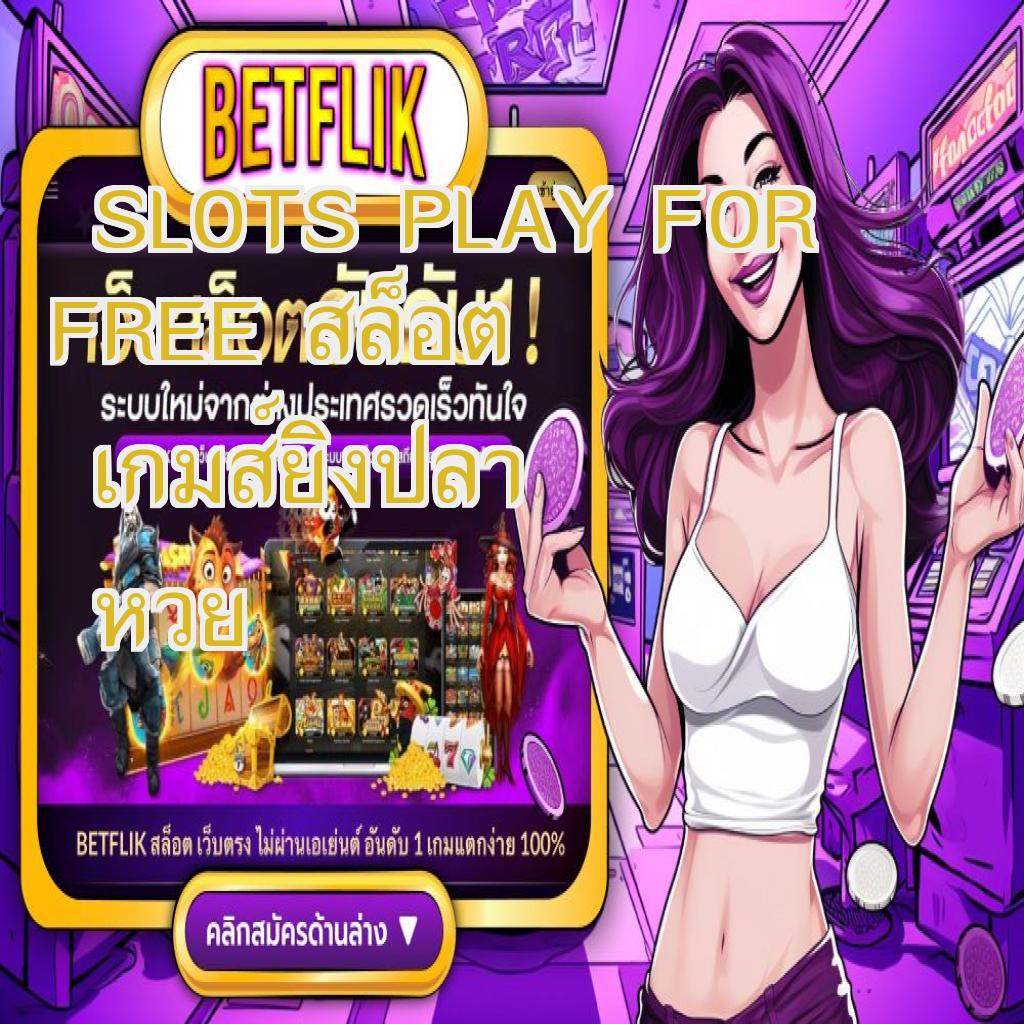 BETFLIK
SLOTS PLAY FOR
FREE สล็อต
ระบบใหม่จากต่างประเทศรวดเร็วทันใจ
เกมส์ยิงปลา
หวย
BETFLIK สล็อต เว็บตรง ไม่ผ่านเอเย่นต์ อันดับ 1 เกมแตกง่าย 100%
คลิกสมัครด้านล่าง ▼